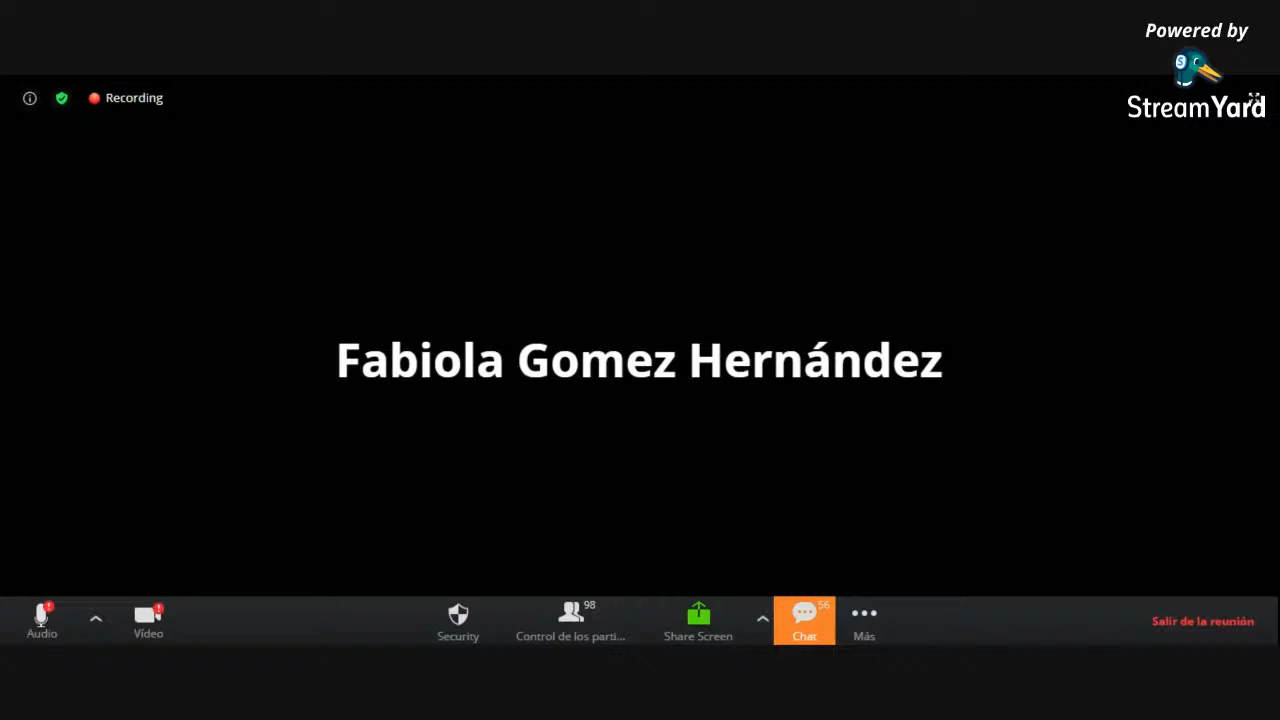 Powered by
StreamYard
Recording
Fabiola Gomez Hernández
98
56
Audio
Vídeo
Security
Control de los parti...
Share Screen
Chat
Más
Salir de la reunión